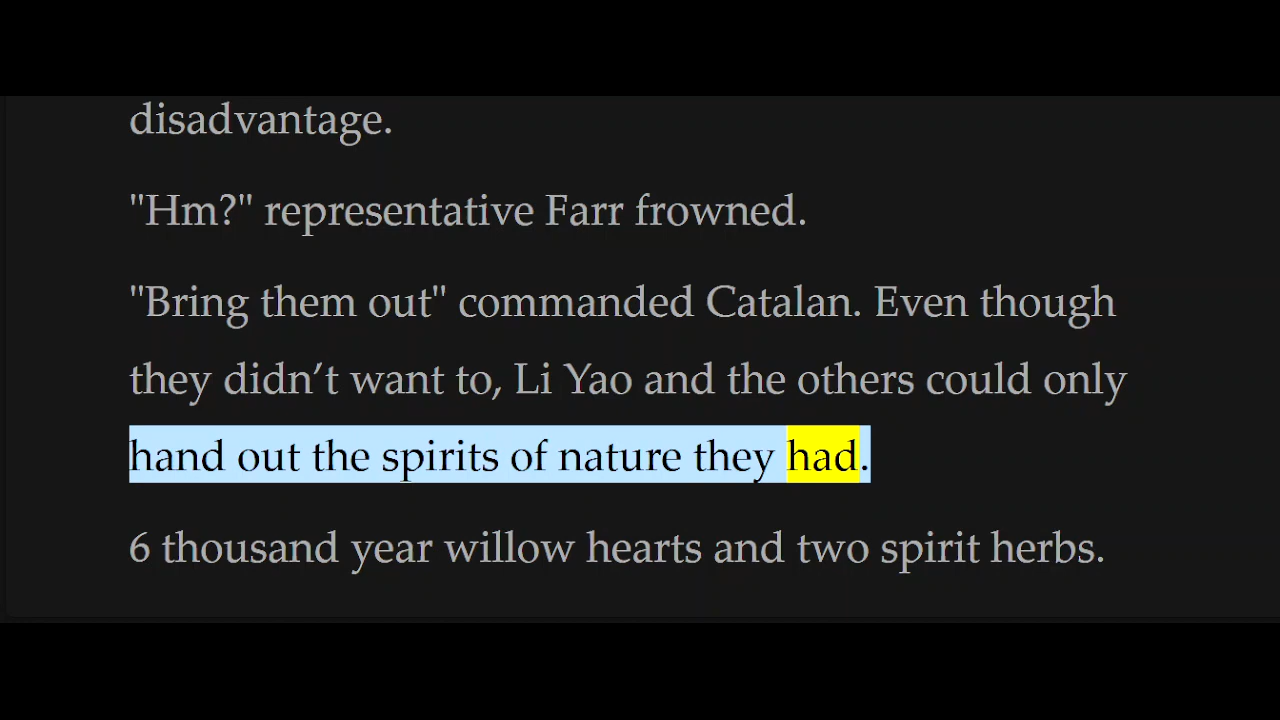 disadvantage.
"Hm?" representative Farr frowned.
"Bring them out" commanded Catalan. Even though
they didn’t want to, Li Yao and the others could only
hand out the spirits of nature they had.
6 thousand year willow hearts and two spirit herbs.